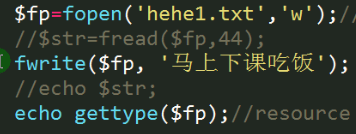 $fp=fopen('hehe1.txt','w');//
//$str=fread($fp,44);
fwrite($fp, '马上下课吃饭');
//echo $str;
echo gettype($fp);//resource